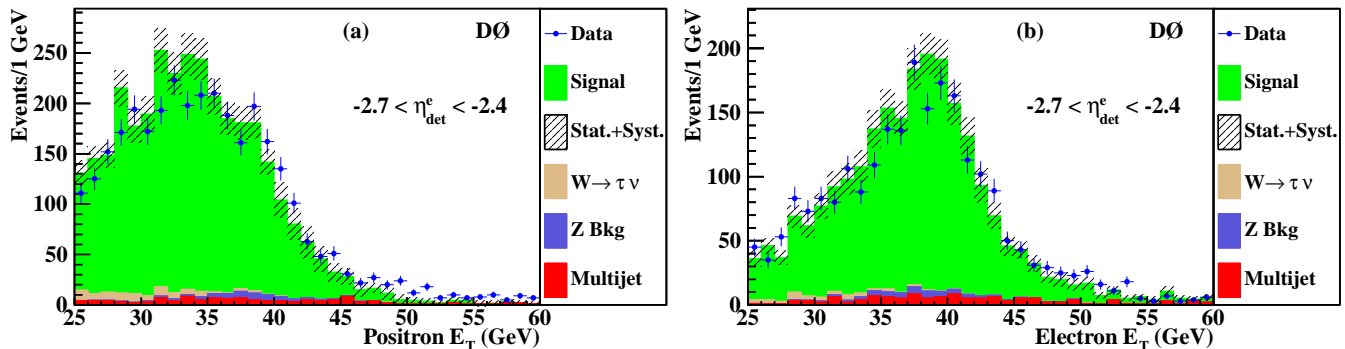 Events/1 GeV
250
200
150
100
50
0
25 30 35 40 45 50 55 60
Positron E_T (GeV)
(a) DØ
-2.7 < η^e_det < -2.4
Data
Signal
Stat.+Syst.
W→ τ ν
Z Bkg
Multijet
Events/1 GeV
200
150
100
50
0
25 30 35 40 45 50 55 60
Electron E_T (GeV)
(b) DØ
-2.7 < η^e_det < -2.4
Data
Signal
Stat.+Syst.
W→ τ ν
Z Bkg
Multijet